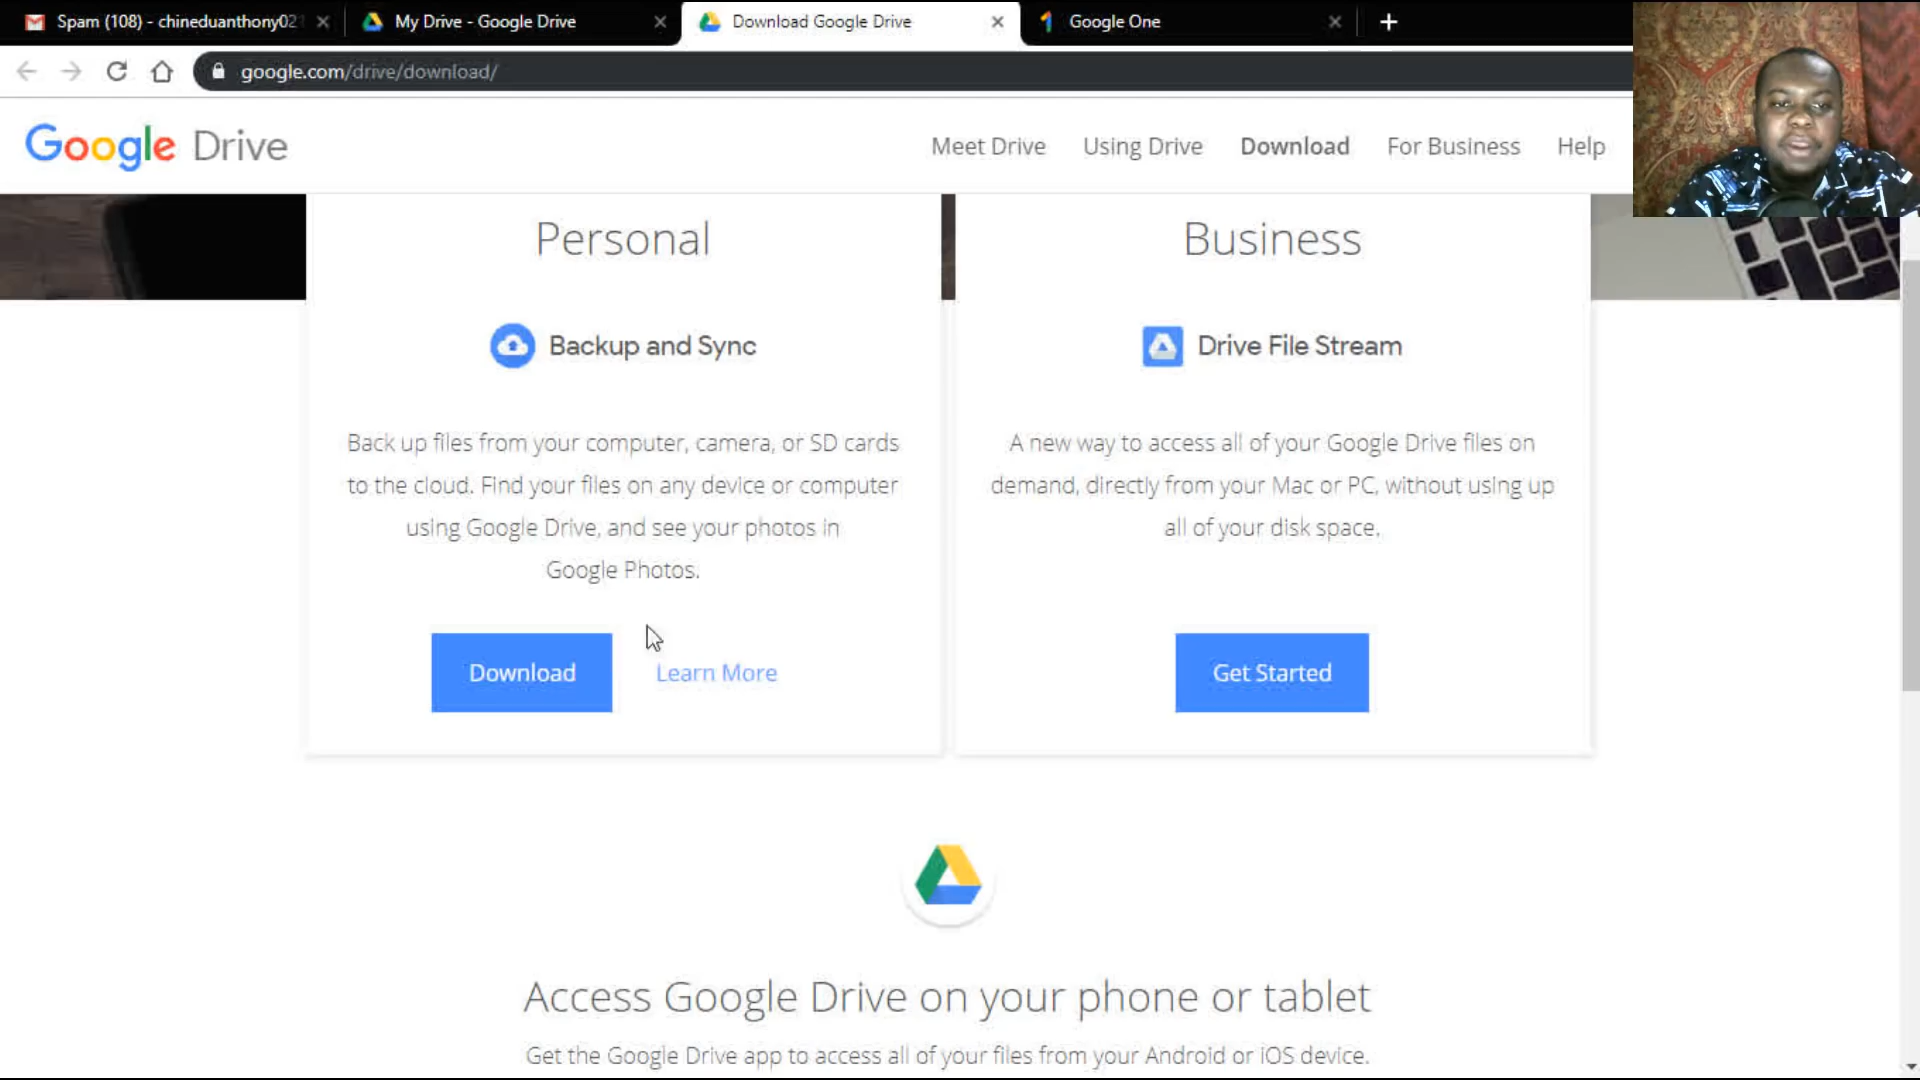 Spam (108) - chineduanthony021
My Drive - Google Drive
Download Google Drive
Google One
google.com/drive/download/
Google Drive
Meet Drive
Using Drive
Download
For Business
Help
Personal
Backup and Sync
Back up files from your computer, camera, or SD cards
to the cloud. Find your files on any device or computer
using Google Drive, and see your photos in
Google Photos.
Download
Learn More
Business
Drive File Stream
A new way to access all of your Google Drive files on
demand, directly from your Mac or PC, without using up
all of your disk space.
Get Started
Access Google Drive on your phone or tablet
Get the Google Drive app to access all of your files from your Android or iOS device.